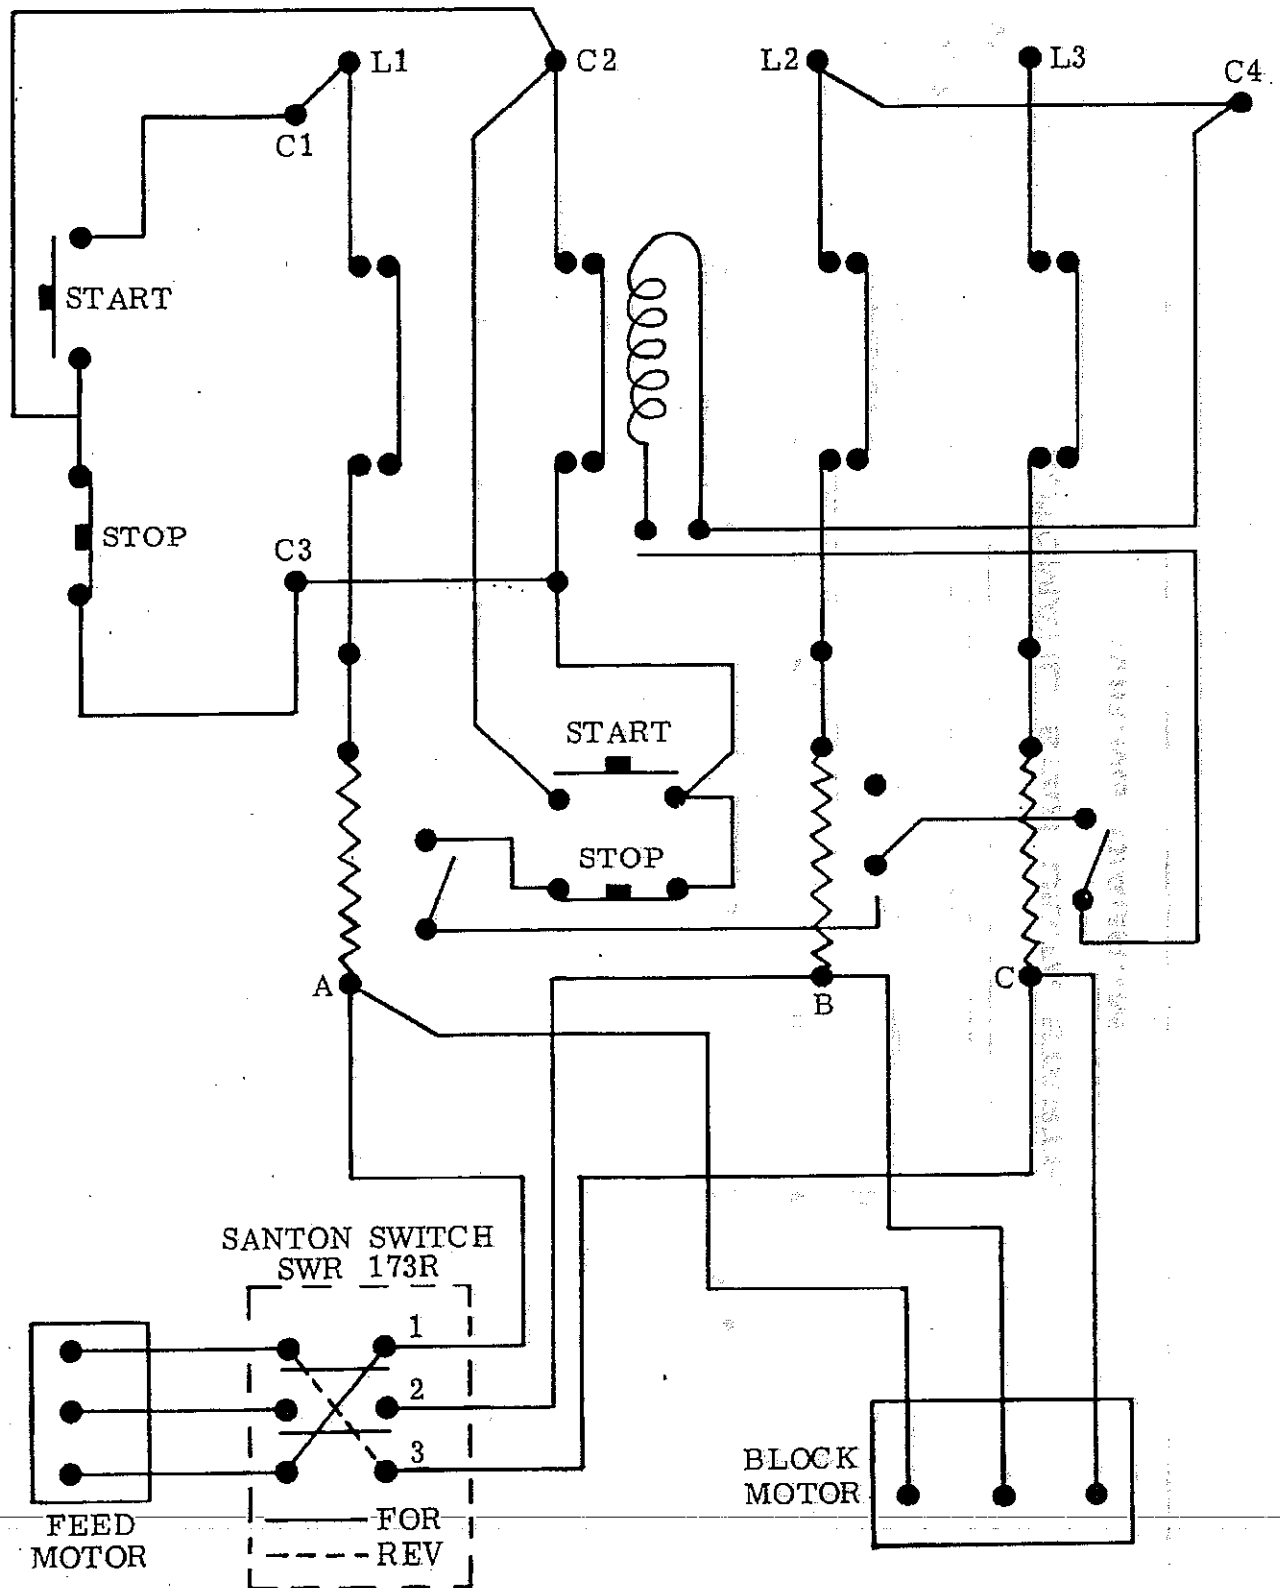 L1
C2
L2
L3
C4
C1
START
STOP
C3
START
STOP
A
B
C
SANTON SWITCH
SWR 173R
1
2
3
FOR
REV
FEED
MOTOR
BLOCK
MOTOR